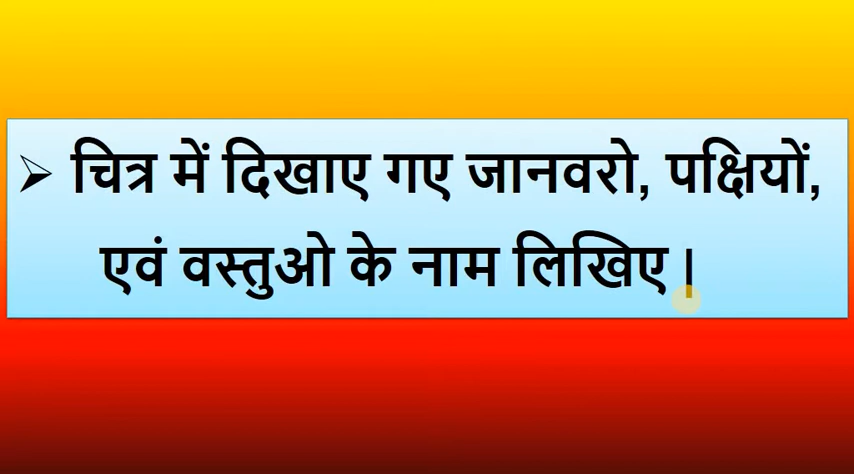 ➢ चित्र में दिखाए गए जानवरो, पक्षियों,
एवं वस्तुओ के नाम लिखिए |